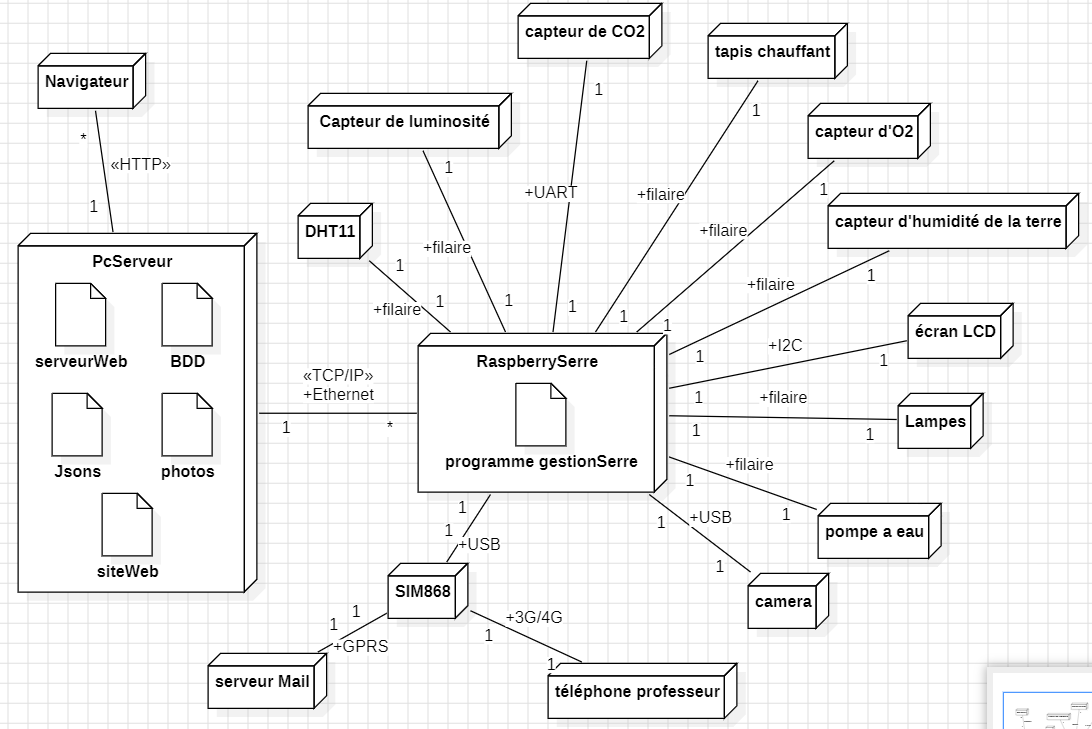 capteur de CO2
1
tapis chauffant
1
Navigateur
*
«HTTP»
1
Capteur de luminosité
1
capteur d'O2
1
+UART
+filaire
+filaire
capteur d'humidité de la terre
1
DHT11
1
+filaire
+filaire
1
1
1
1
1
+filaire
PcServeur
serveurWeb
BDD
Jsons
photos
siteWeb
«TCP/IP»
+Ethernet
1
*
RaspberrySerre
programme gestionSerre
1
écran LCD
+I2C
1
1
Lampes
+filaire
1
1
+filaire
1
1
pompe a eau
+USB
1
1
camera
1
1
+USB
SIM868
1
1
+GPRS
+3G/4G
1
1
serveur Mail
téléphone professeur